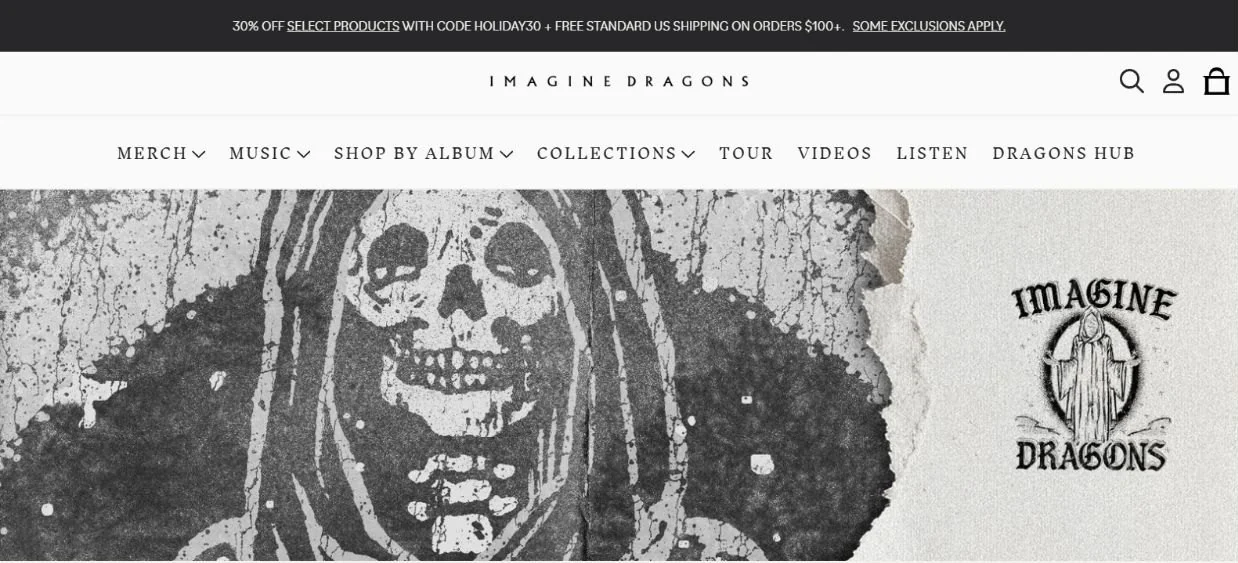 30% OFF SELECT PRODUCTS WITH CODE HOLIDAY30 + FREE STANDARD US SHIPPING ON ORDERS $100+. SOME EXCLUSIONS APPLY.
IMAGINE DRAGONS
MERCH MUSIC SHOP BY ALBUM COLLECTIONS TOUR VIDEOS LISTEN DRAGONS HUB
IMAGINE
DRAGONS